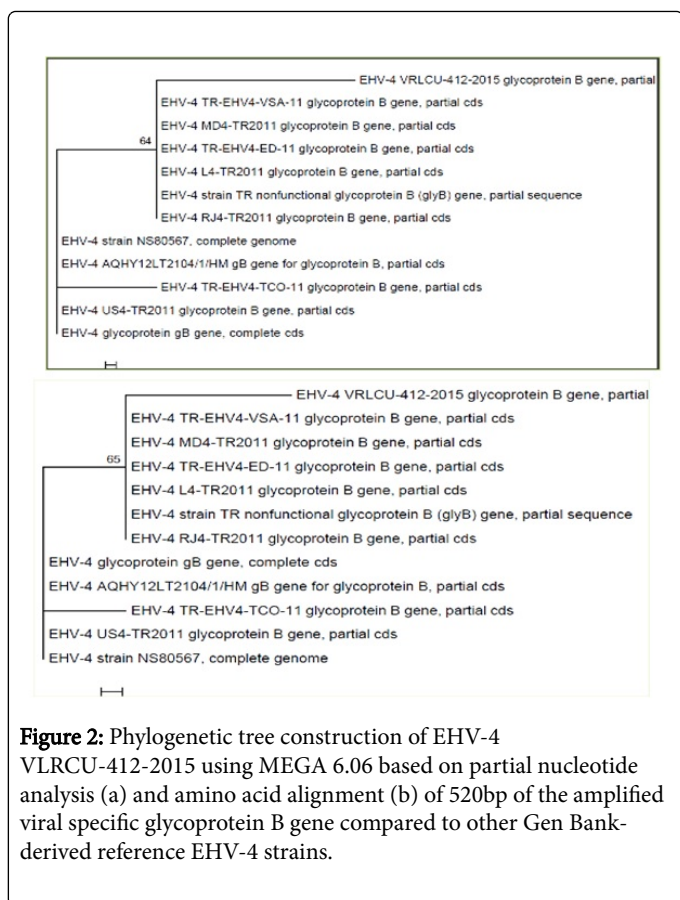 EHV-4 VRLCU-412-2015 glycoprotein B gene, partial
EHV-4 TR-EHV4-VSA-11 glycoprotein B gene, partial cds
EHV-4 MD4-TR2011 glycoprotein B gene, partial cds
64
EHV-4 TR-EHV4-ED-11 glycoprotein B gene, partial cds
EHV-4 L4-TR2011 glycoprotein B gene, partial cds
EHV-4 strain TR nonfunctional glycoprotein B (glyB) gene, partial sequence
EHV-4 RJ4-TR2011 glycoprotein B gene, partial cds
EHV-4 strain NS80567, complete genome
EHV-4 AQHY12LT2104/1/HM gB gene for glycoprotein B, partial cds
EHV-4 TR-EHV4-TCO-11 glycoprotein B gene, partial cds
EHV-4 US4-TR2011 glycoprotein B gene, partial cds
EHV-4 glycoprotein gB gene, complete cds
EHV-4 VRLCU-412-2015 glycoprotein B gene, partial
EHV-4 TR-EHV4-VSA-11 glycoprotein B gene, partial cds
EHV-4 MD4-TR2011 glycoprotein B gene, partial cds
65
EHV-4 TR-EHV4-ED-11 glycoprotein B gene, partial cds
EHV-4 L4-TR2011 glycoprotein B gene, partial cds
EHV-4 strain TR nonfunctional glycoprotein B (glyB) gene, partial sequence
EHV-4 RJ4-TR2011 glycoprotein B gene, partial cds
EHV-4 glycoprotein gB gene, complete cds
EHV-4 AQHY12LT2104/1/HM gB gene for glycoprotein B, partial cds
EHV-4 TR-EHV4-TCO-11 glycoprotein B gene, partial cds
EHV-4 US4-TR2011 glycoprotein B gene, partial cds
EHV-4 strain NS80567, complete genome
Figure 2: Phylogenetic tree construction of EHV-4
VLRCU-412-2015 using MEGA 6.06 based on partial nucleotide
analysis (a) and amino acid alignment (b) of 520bp of the amplified
viral specific glycoprotein B gene compared to other Gen Bank-
derived reference EHV-4 strains.